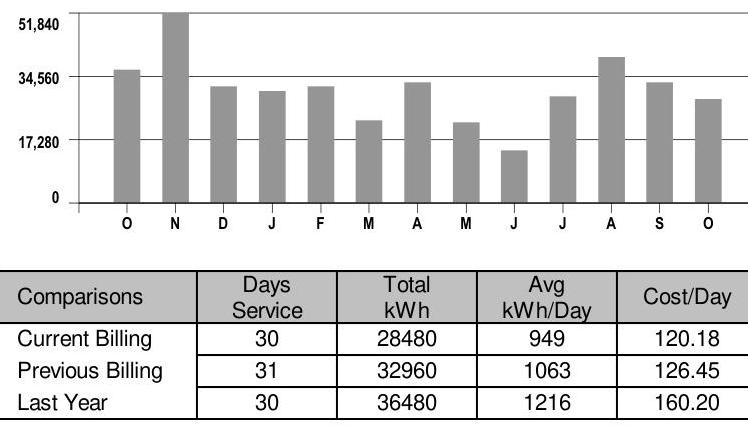 51,840
34,560
17,280
0
O N D J F M A M J J A S O
Comparisons Days Service Total kWh Avg kWh/Day Cost/Day
Current Billing 30 28480 949 120.18
Previous Billing 31 32960 1063 126.45
Last Year 30 36480 1216 160.20